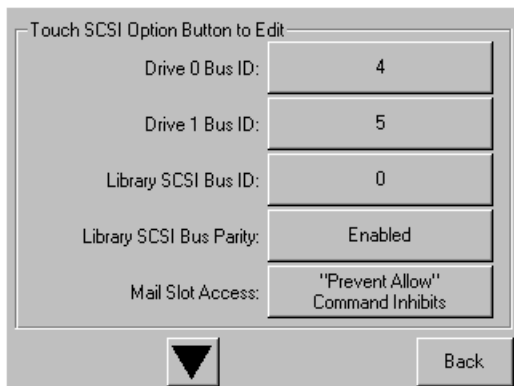 Touch SCSI Option Button to Edit
Drive 0 Bus ID: 4
Drive 1 Bus ID: 5
Library SCSI Bus ID: 0
Library SCSI Bus Parity: Enabled
Mail Slot Access: "Prevent Allow"
Command Inhibits
Back